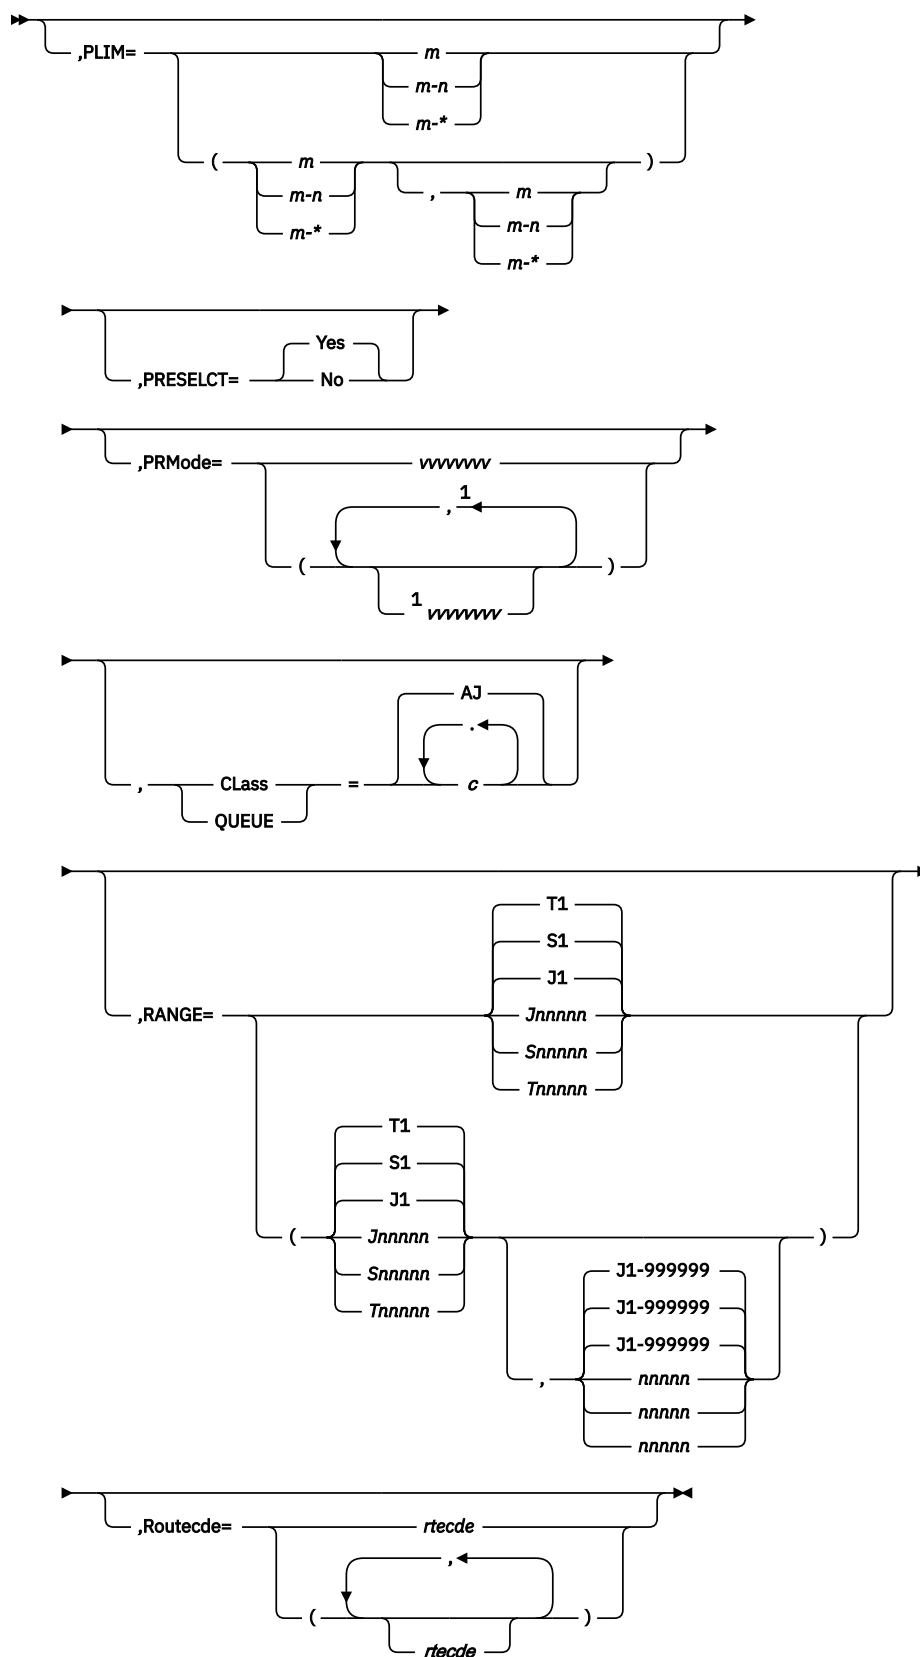 m
,PLIM=
m-n
m-*
( m ) 
m-n , m
m-n
m-*
m-*
Yes
,PRESELCT= No
,PRMode= vvvvvvvv
, 1
( )
1 vvvvvvvv
AJ
.
, CLass = c
QUEUE
T1
S1
J1
,RANGE= Jnnnnn
Snnnnn
Tnnnnn
T1
S1
J1
( Jnnnnn )
Snnnnn
Tnnnnn
J1-999999
J1-999999
J1-999999
, nnnnn
nnnnn
nnnnn
,Routecde= rtecde
,
( )
rtecde